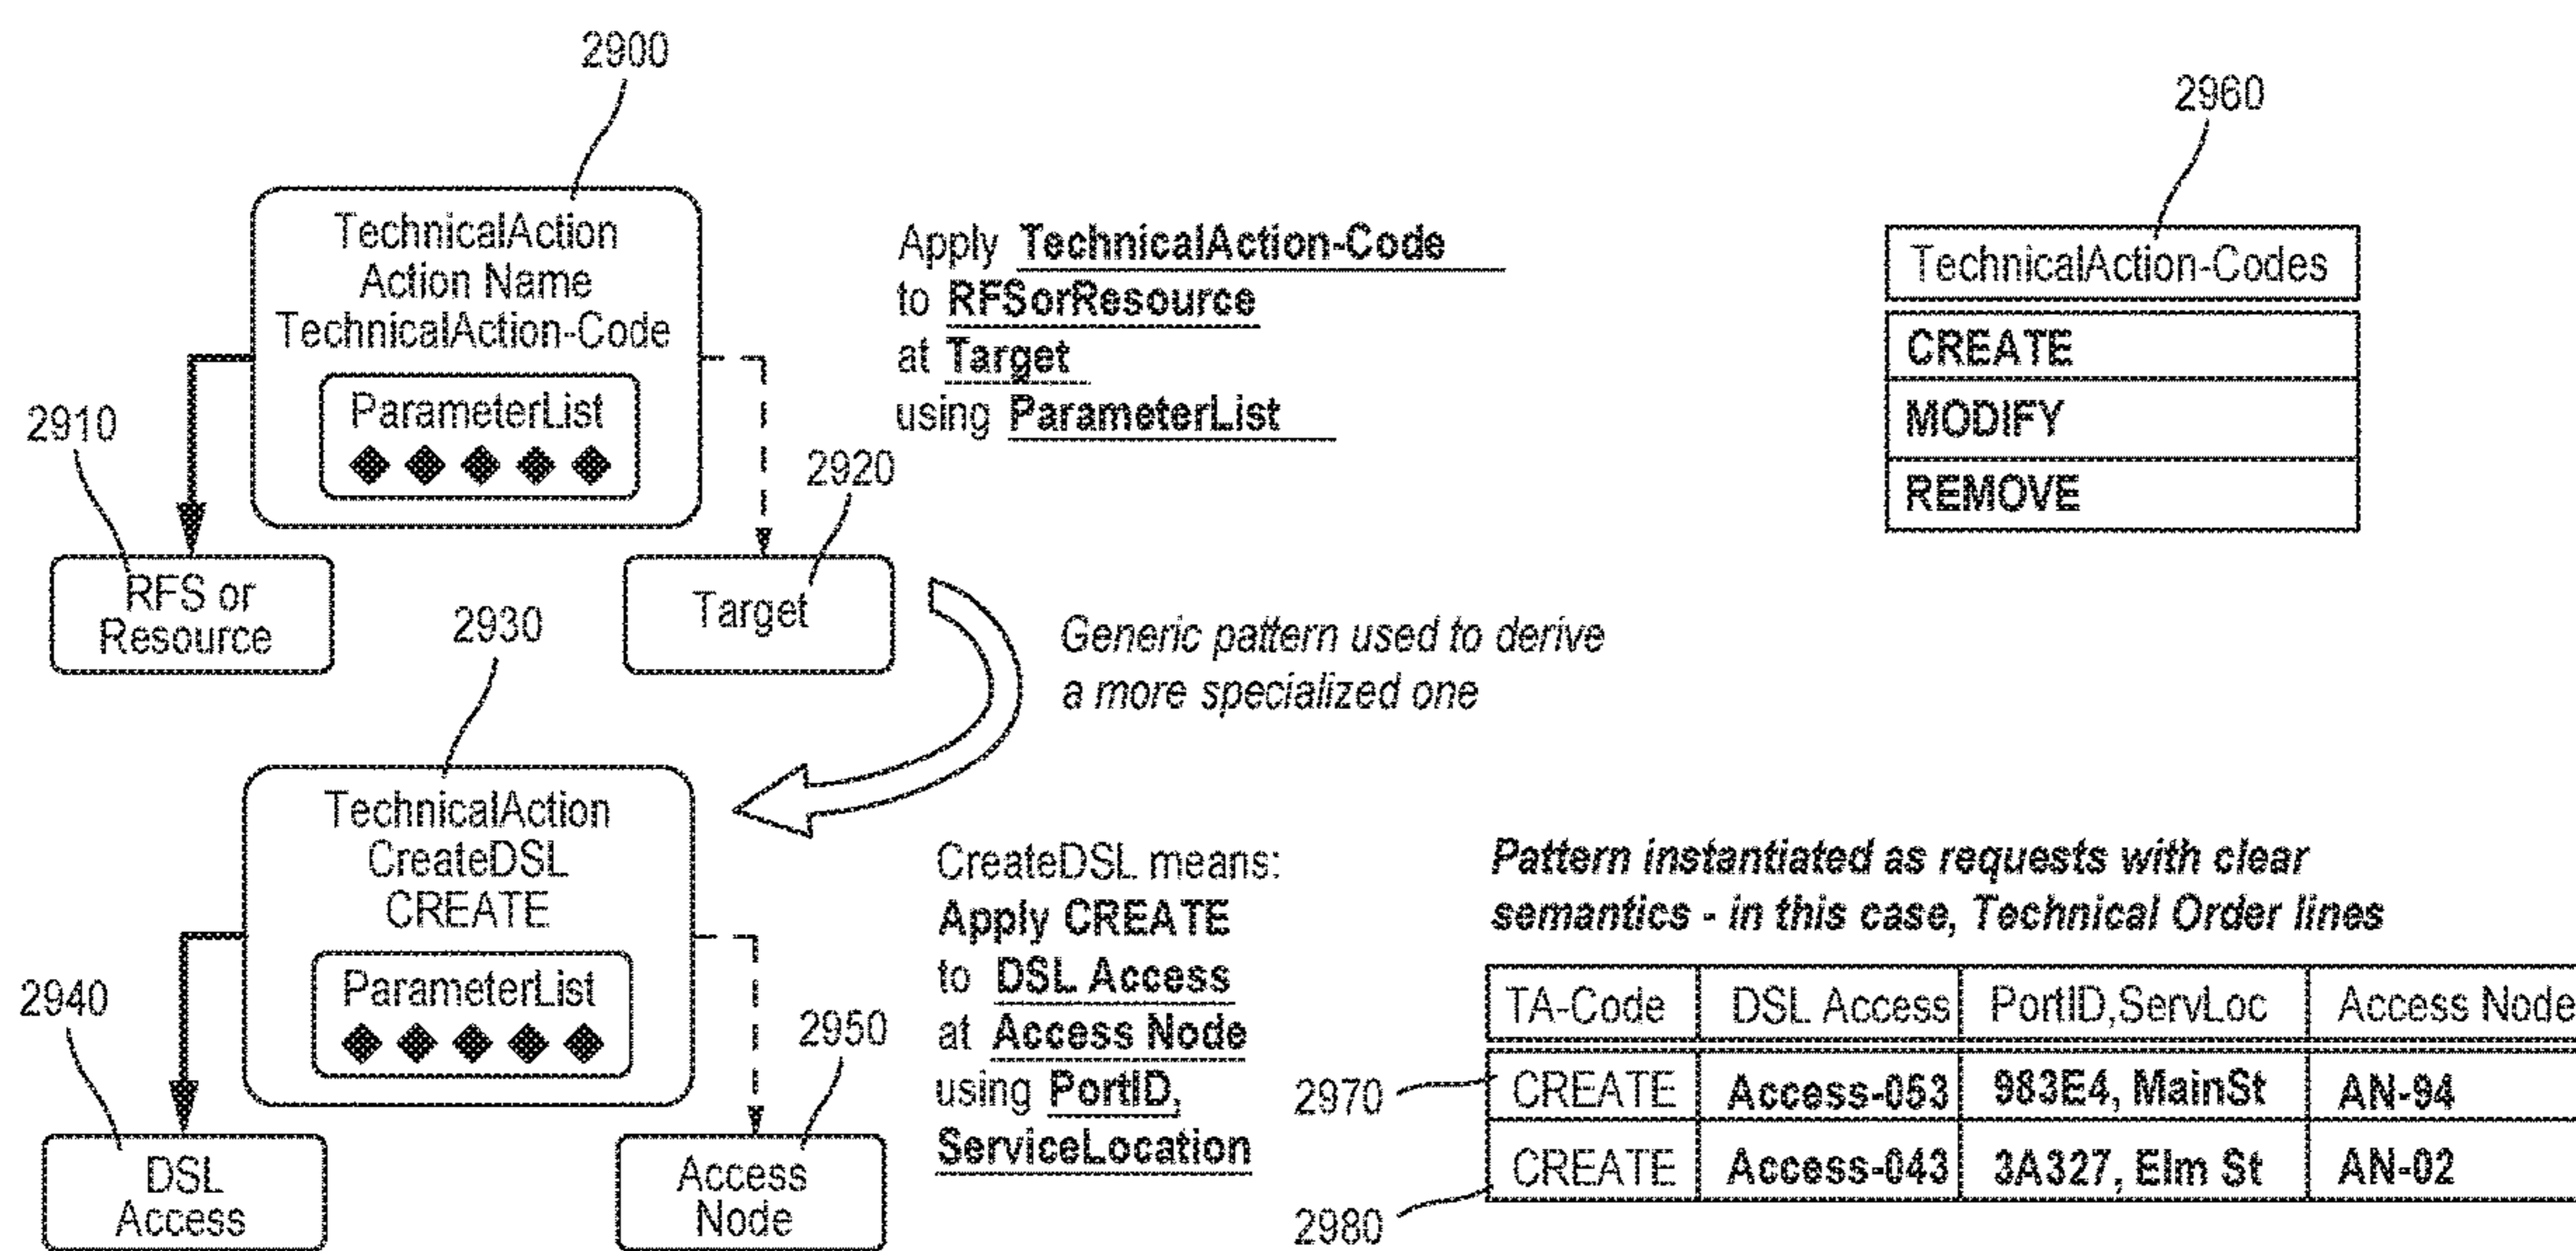 2900
TechnicalAction
Action Name
TechnicalAction-Code
ParameterList
2910
RFS or
Resource
2920
Target
Apply TechnicalAction-Code
to RFSorResource
at Target
using ParameterList
2960
TechnicalAction-Codes
CREATE
MODIFY
REMOVE
Generic pattern used to derive
a more specialized one
2930
TechnicalAction
CreateDSL
CREATE
ParameterList
2940
DSL
Access
2950
Access
Node
CreateDSL means:
Apply CREATE
to DSL Access
at Access Node
using PortID,
ServiceLocation
Pattern instantiated as requests with clear
semantics - in this case, Technical Order lines
TA-Code DSL Access PortID,ServLoc Access Node
2970 CREATE Access-053 983E4, MainSt AN-94
CREATE Access-043 3A327, Elm St AN-02
2980